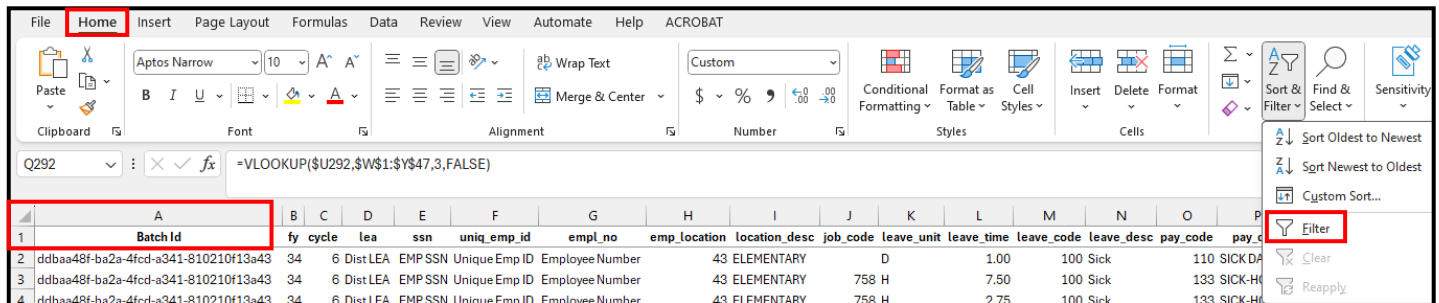 File Home Insert Page Layout Formulas Data Review View Automate Help ACROBAT
Aptos Narrow 10 A^ A˅ Wrap Text Custom
Paste B I U A Merge & Center $ % 9 .00 Conditional Formatting Format as Table Cell Styles Insert Delete Format Sort & Filter Find & Select Sensitivity
Clipboard Font Alignment Number Styles Cells
Sort Oldest to Newest
Sort Newest to Oldest
Custom Sort...
Filter
Clear
Reapply
Q292 fx =VLOOKUP($U292,$W$1:$Y$47,3,FALSE)
A B C D E F G H I J K L M N O P
1 Batch Id fy cycle lea ssn uniq_emp_id empl_no emp_location location_desc job_code leave_unit leave_time leave_code leave_desc pay_code
2 ddbaa48f-ba2a-4fcd-a341-810210f13a43 34 6 Dist LEA EMP SSN Unique Emp ID Employee Number 43 ELEMENTARY D 1.00 100 Sick 110 SICK DA
3 ddbaa48f-ba2a-4fcd-a341-810210f13a43 34 6 Dist LEA EMP SSN Unique Emp ID Employee Number 43 ELEMENTARY 758 H 7.50 100 Sick 133 SICK-HO
4 ddbaa48f-ba2a-4fcd-a341-810210f13a43 34 6 Dist LEA EMP SSN Unique Emp ID Employee Number 43 ELEMENTARY 758 H 2.75 100 Sick 133 SICK-HO